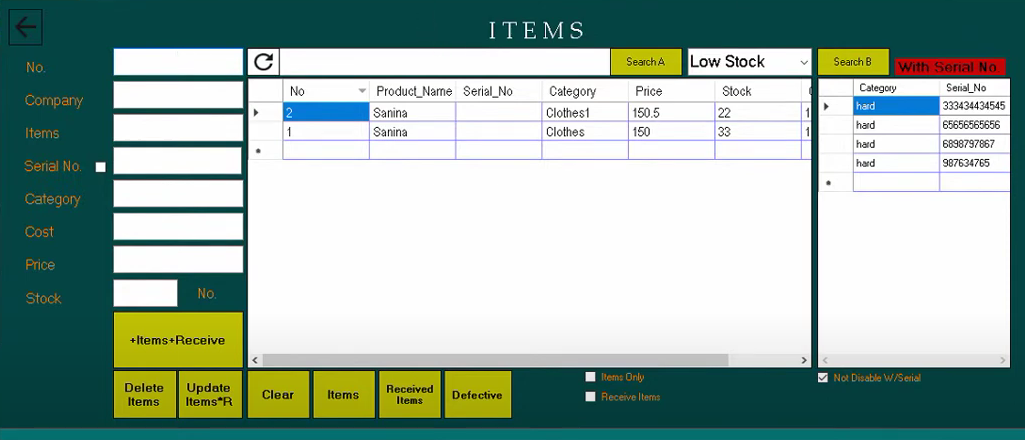 ITEMS
No.
Company
Items
Serial No.
Category
Cost
Price
Stock
No.
+Items+Receive
Delete Items
Update Items*R
Search A
Low Stock
No Product_Name Serial_No Category Price Stock
2 Sanina Clothes1 150.5 22 1
1 Sanina Clothes 150 33 1
Search B
With Serial No.
Category Serial_No
hard 333434434545
hard 65656565656
hard 6898797867
hard 987634765
Clear
Items
Received Items
Defective
Items Only
Receive Items
Not Disable W/Serial